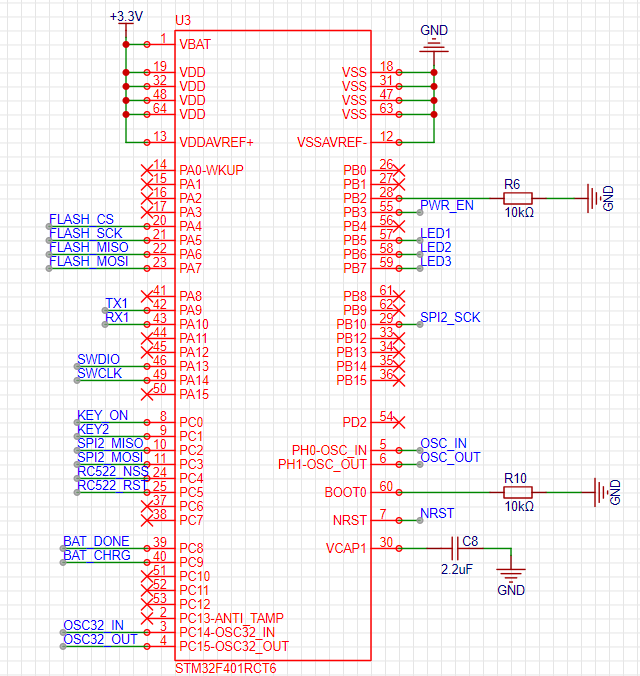 +3.3V
U3
GND
1 VBAT
19 VDD VSS 18
32 VDD VSS 31
48 VDD VSS 47
64 VDD VSS 63
13 VDDAVREF+ VSSAVREF- 12
14 PA0-WKUP PB0 26
15 PA1 PB1 27
16 PA2 PB2 28 R6 10kΩ GND
17 PA3 PB3 55 PWR_EN
FLASH_CS 20 PA4 PB4 56
FLASH_SCK 21 PA5 PB5 57 LED1
FLASH_MISO 22 PA6 PB6 58 LED2
FLASH_MOSI 23 PA7 PB7 59 LED3
41 PA8 PB8 61
TX1 42 PA9 PB9 62
RX1 43 PA10 PB10 29 SPI2_SCK
44 PA11 PB12 33
45 PA12 PB13 34
SWDIO 46 PA13 PB14 35
SWCLK 49 PA14 PB15 36
50 PA15
KEY_ON 8 PC0 PD2 54
KEY2 9 PC1
SPI2_MISO 10 PC2 PH0-OSC_IN 5 OSC_IN
SPI2_MOSI 11 PC3 PH1-OSC_OUT 6 OSC_OUT
RC522_NSS 24 PC4
RC522_RST 25 PC5 BOOT0 60 R10 10kΩ GND
37 PC6
38 PC7 NRST 7 NRST
BAT_DONE 39 PC8 VCAP1 30 C8 2.2uF GND
BAT_CHRG 40 PC9
51 PC10
52 PC11
53 PC12
2 PC13-ANTI_TAMP
OSC32_IN 3 PC14-OSC32_IN
OSC32_OUT 4 PC15-OSC32_OUT
STM32F401RCT6